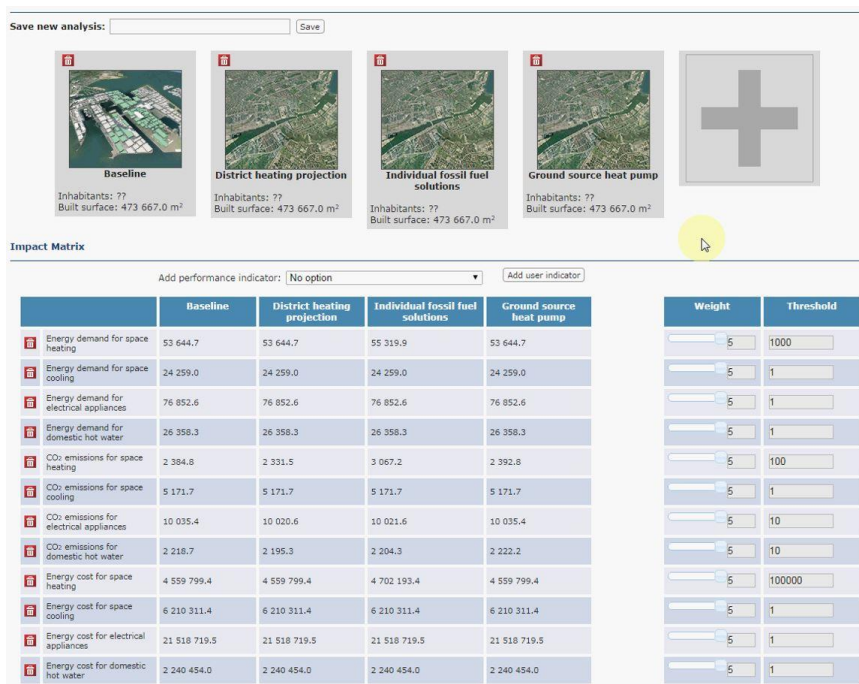 Save new analysis: Save
Baseline
Inhabitants: ??
Built surface: 473 667.0 m²
District heating projection
Inhabitants: ??
Built surface: 473 667.0 m²
Individual fossil fuel
solutions
Inhabitants: ??
Built surface: 473 667.0 m²
Ground source heat pump
Inhabitants: ??
Built surface: 473 667.0 m²
Impact Matrix
Add performance indicator: No option Add user indicator
Baseline District heating projection Individual fossil fuel solutions Ground source heat pump Weight Threshold
Energy demand for space heating 53 644.7 53 644.7 55 319.9 53 644.7 5 1000
Energy demand for space cooling 24 259.0 24 259.0 24 259.0 24 259.0 5 1
Energy demand for electrical appliances 76 852.6 76 852.6 76 852.6 76 852.6 5 1
Energy demand for domestic hot water 26 358.3 26 358.3 26 358.3 26 358.3 5 1
CO₂ emissions for space heating 2 384.8 2 331.5 3 067.2 2 392.8 5 100
CO₂ emissions for space cooling 5 171.7 5 171.7 5 171.7 5 171.7 5 1
CO₂ emissions for electrical appliances 10 035.4 10 020.6 10 021.6 10 035.4 5 10
CO₂ emissions for domestic hot water 2 218.7 2 195.3 2 204.3 2 222.2 5 10
Energy cost for space heating 4 559 799.4 4 559 799.4 4 702 193.4 4 559 799.4 5 100000
Energy cost for space cooling 6 210 311.4 6 210 311.4 6 210 311.4 6 210 311.4 5 1
Energy cost for electrical appliances 21 518 719.5 21 518 719.5 21 518 719.5 21 518 719.5 5 1
Energy cost for domestic hot water 2 240 454.0 2 240 454.0 2 240 454.0 2 240 454.0 5 1